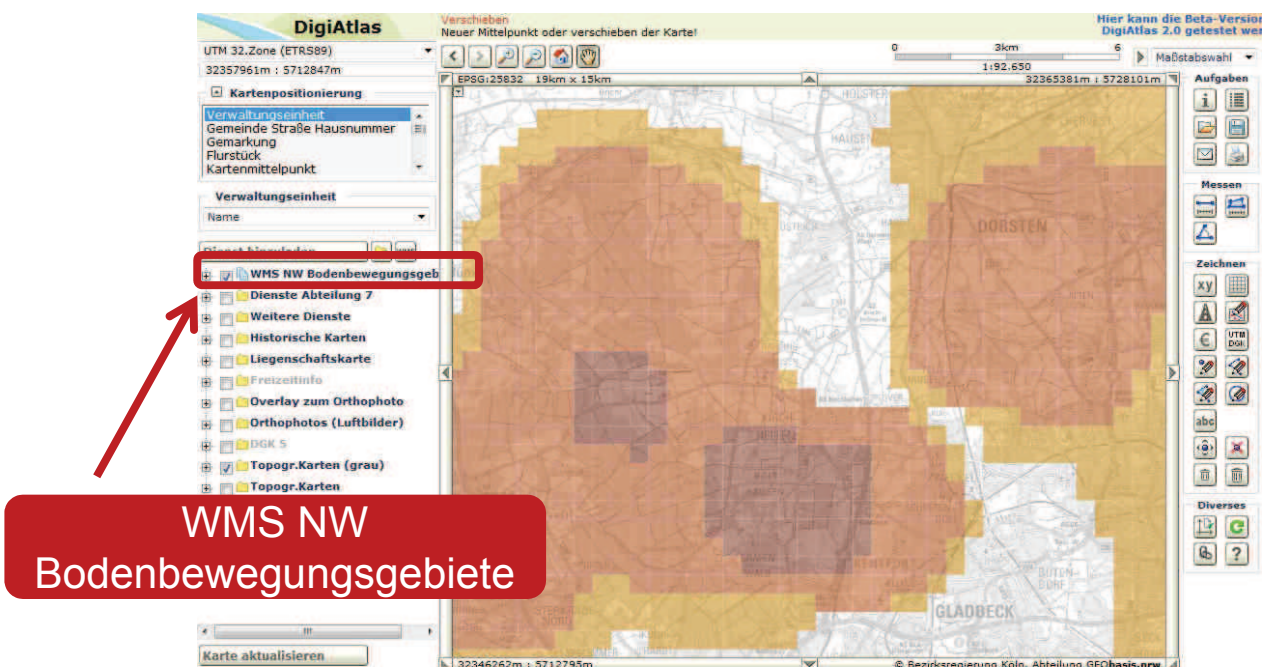 DigiAtlas
Verschieben
Neuer Mittelpunkt oder verschieben der Karte!
Hier kann die Beta-Version
DigiAtlas 2.0 getestet wer
UTM 32.Zone (ETRS89)
32357961m : 5712847m
0 3km 6
1:92.650
Maßstabswahl
EPSG:25832 19km x 15km
32365381m : 5728101m
Kartenpositionierung
Verwaltungseinheit
Gemeinde Straße Hausnummer
Gemarkung
Flurstück
Kartenmittelpunkt
Verwaltungseinheit
Name
Dienst hinzuladen
WMS NW Bodenbewegungsgeb
Dienste Abteilung 7
Weitere Dienste
Historische Karten
Liegenschaftskarte
Freizeitinfo
Overlay zum Orthophoto
Orthophotos (Luftbilder)
DGK 5
Topogr.Karten (grau)
Topogr.Karten
WMS NW
Bodenbewegungsgebiete
Karte aktualisieren
HAUSEN
DORSTEN
GLADBECK
32346262m : 5712795m
© Bezirksregierung Köln, Abteilung GEObasis.nrw
Aufgaben
i
Messen
Zeichnen
xy
A
€
UTM
DGK
abc
Diverses
?